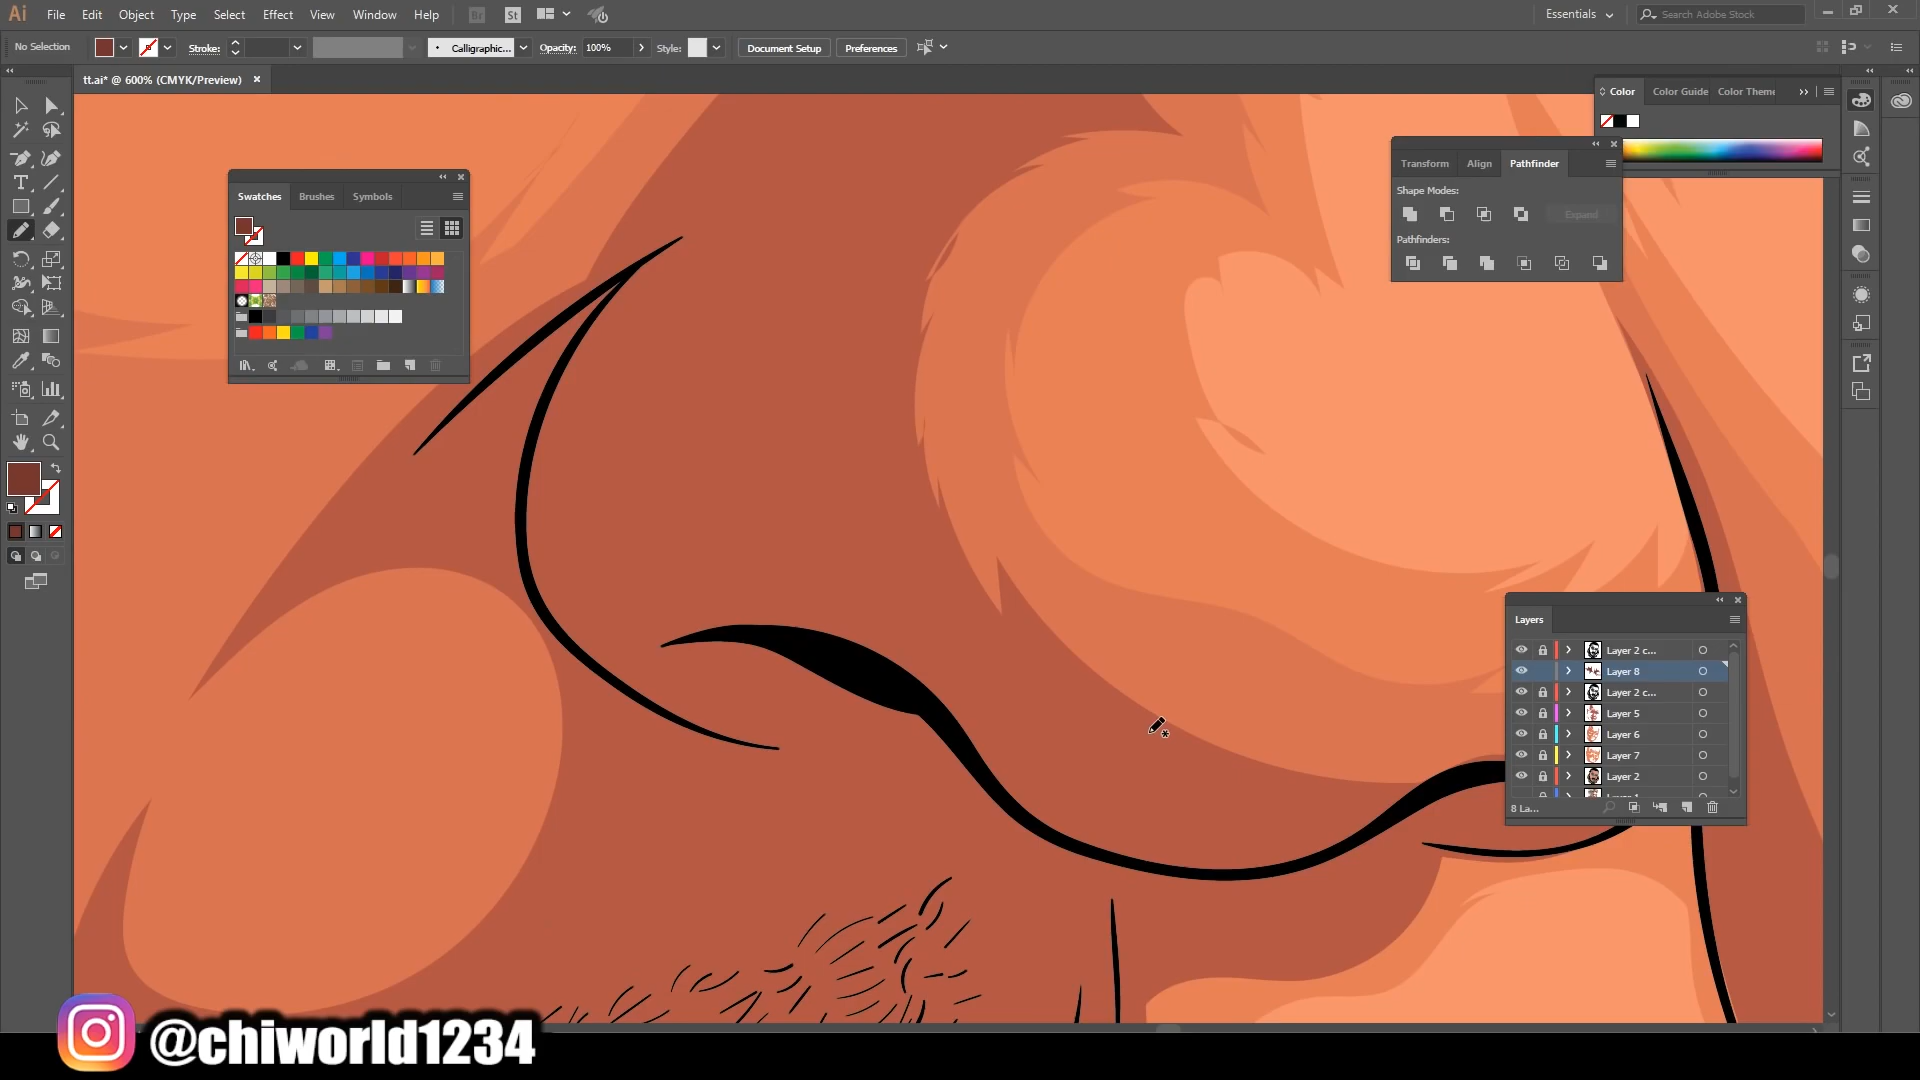 Ai File Edit Object Type Select Effect View Window Help Br St Essentials Search Adobe Stock
No Selection Stroke: Calligraphic... Opacity: 100% Style: Document Setup Preferences
tt.ai* @ 600% (CMYK/Preview)
Color Color Guide Color Theme
Transform Align Pathfinder
Shape Modes:
Expand
Pathfinders:
Swatches Brushes Symbols
Layers
Layer 2 c...
Layer 8
Layer 2 c...
Layer 5
Layer 6
Layer 7
Layer 2
8 La...
@chiworld1234